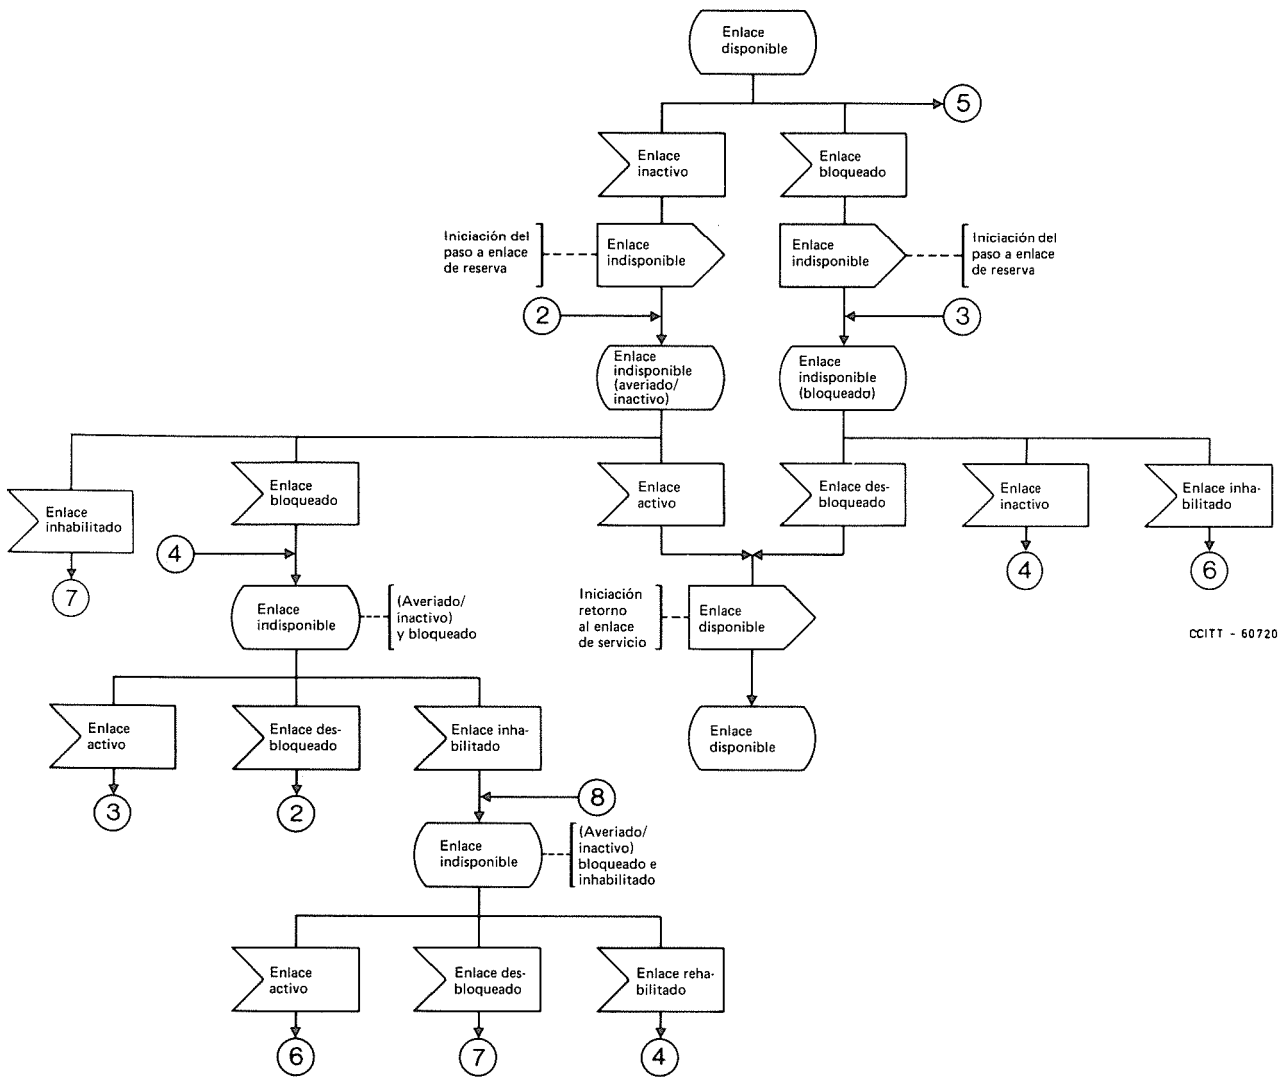 Enlace
disponible
5
Enlace
inactivo
Enlace
bloqueado
Iniciación del
paso a enlace
de reserva
Enlace
indisponible
Enlace
indisponible
Iniciación del
paso a enlace
de reserva
2
3
Enlace
indisponible
(averiado/
inactivo)
Enlace
indisponible
(bloqueado)
Enlace
inhabilitado
Enlace
bloqueado
Enlace
activo
Enlace des-
bloqueado
Enlace
inactivo
Enlace inha-
bilitado
7
4
4
6
Enlace
indisponible
(Averiado/
inactivo)
y bloqueado
Iniciación
retorno
al enlace
de servicio
Enlace
disponible
CCITT - 60720
Enlace
activo
Enlace des-
bloqueado
Enlace inha-
bilitado
Enlace
disponible
3
2
8
Enlace
indisponible
(Averiado/
inactivo)
bloqueado e
inhabilitado
Enlace
activo
Enlace des-
bloqueado
Enlace reha-
bilitado
6
7
4